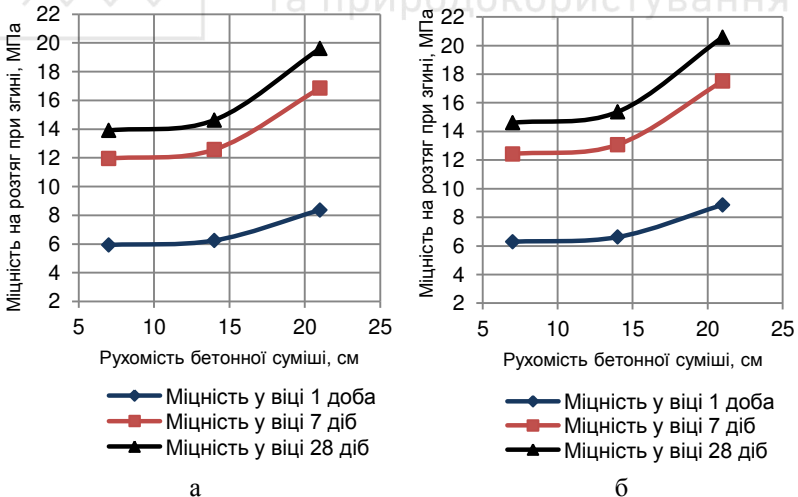 та природокористування
Міцність на розтяг при згині, МПа
22
20
18
16
14
12
10
8
6
4
2
5 10 15 20 25
Рухомість бетонної суміші, см
Міцність у віці 1 доба
Міцність у віці 7 діб
Міцність у віці 28 діб
а
Міцність на розтяг при згині, МПа
22
20
18
16
14
12
10
8
6
4
2
5 10 15 20 25
Рухомість бетонної суміші, см
Міцність у віці 1 доба
Міцність у віці 7 діб
Міцність у віці 28 діб
б